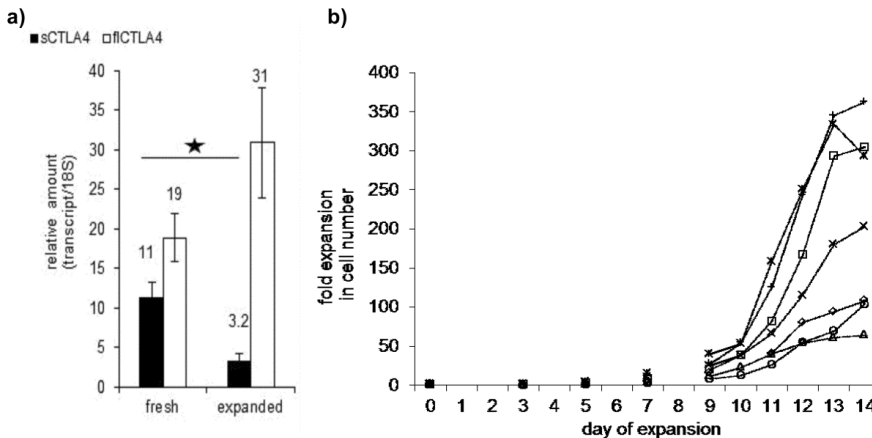 a)
■sCTLA4 □flCTLA4
relative amount
(transcript/18S)
40
35
30
25
20
15
10
5
0
11
19
★
3.2
31
fresh expanded
b)
fold expansion
in cell number
400
350
300
250
200
150
100
50
0
0 1 2 3 4 5 6 7 8 9 10 11 12 13 14
day of expansion